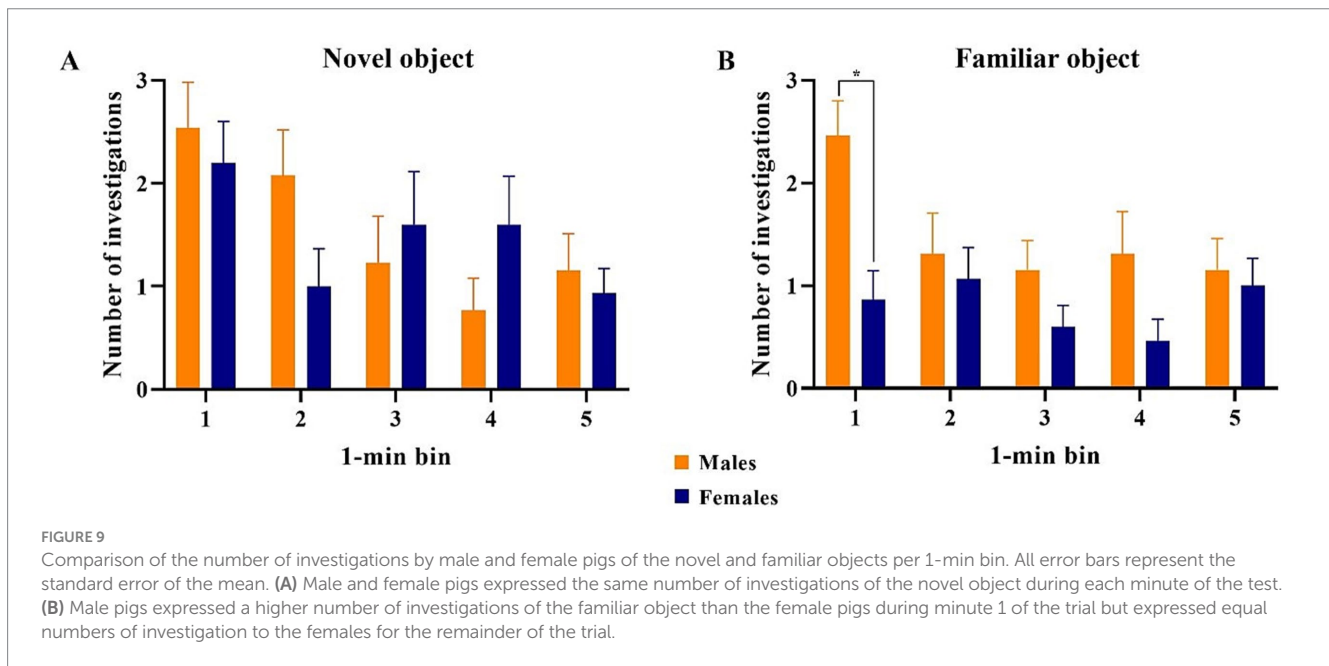 A
Novel object
Number of investigations
3
2
1
0
1 2 3 4 5
1-min bin
B
Familiar object
*
Number of investigations
3
2
1
0
1 2 3 4 5
1-min bin
Males
Females
FIGURE 9
Comparison of the number of investigations by male and female pigs of the novel and familiar objects per 1-min bin. All error bars represent the
standard error of the mean. (A) Male and female pigs expressed the same number of investigations of the novel object during each minute of the test.
(B) Male pigs expressed a higher number of investigations of the familiar object than the female pigs during minute 1 of the trial but expressed equal
numbers of investigation to the females for the remainder of the trial.